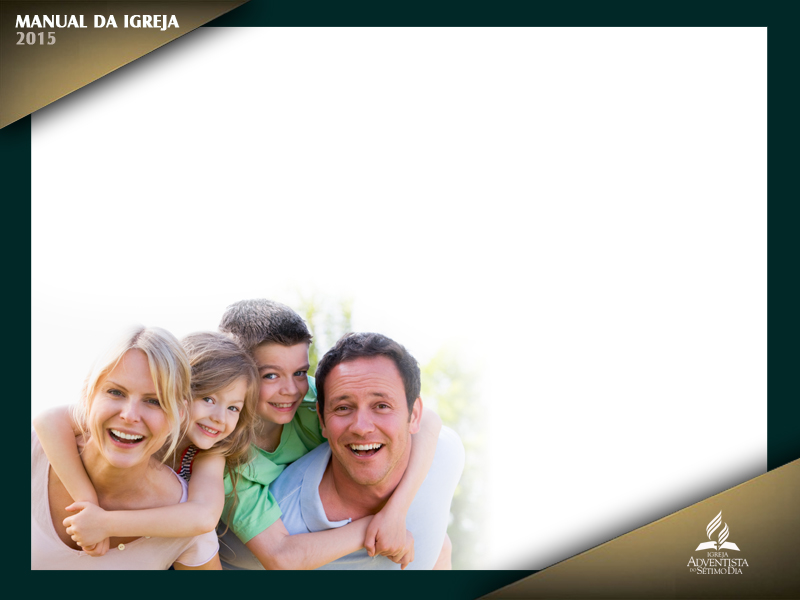 MANUAL DA IGREJA
2015
IGREJA
ADVENTISTA
DO SÉTIMO DIA